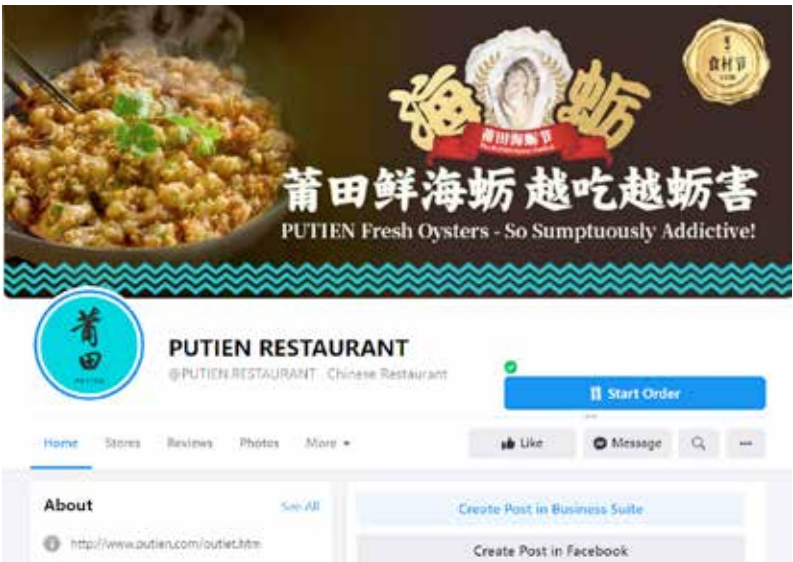 海蛎
食材节
莆田海蛎节
莆田鲜海蛎 越吃越蛎害
PUTIEN Fresh Oysters - So Sumptuously Addictive!
莆田
PUTIEN
PUTIEN RESTAURANT
@PUTIEN.RESTAURANT · Chinese Restaurant
Start Order
Home Stores Reviews Photos More
Like Message
About See All
Create Post in Business Suite
http://www.putien.com/outlet.htm
Create Post in Facebook